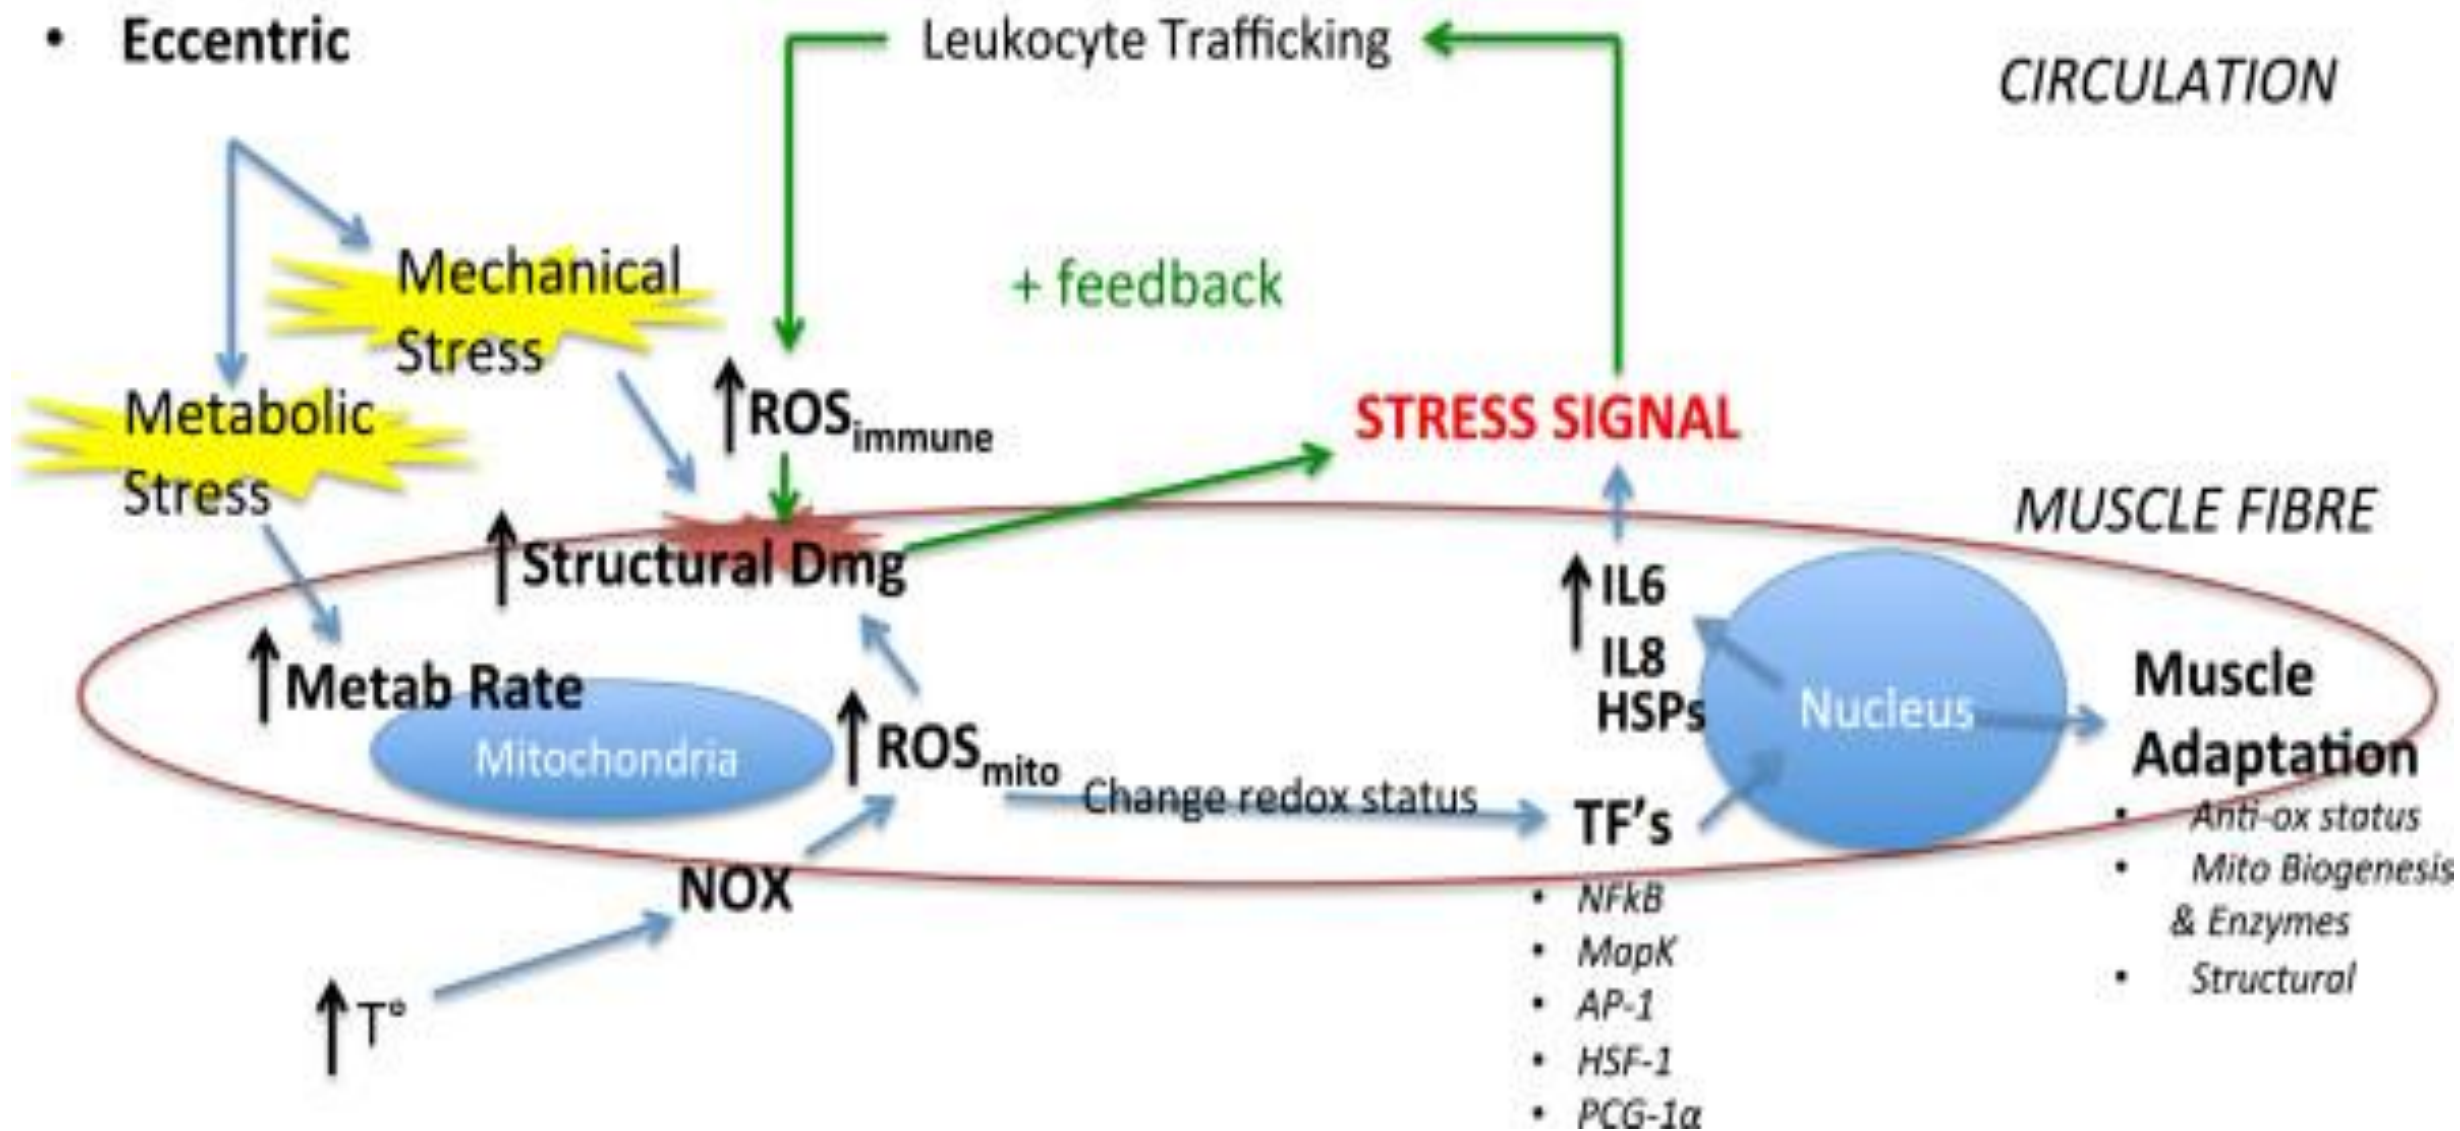 • Eccentric
Leukocyte Trafficking
CIRCULATION
Mechanical
Stress
+ feedback
Metabolic
Stress
↑ROSimmune
STRESS SIGNAL
MUSCLE FIBRE
↑Structural Dmg
↑IL6
IL8
HSPs
↑Metab Rate
Mitochondria
↑ROSmito
Change redox status
TF's
Nucleus
Muscle
Adaptation
• Anti-ox status
• Mito Biogenesis
& Enzymes
• Structural
NOX
↑T°
• NFkB
• MapK
• AP-1
• HSF-1
• PCG-1α